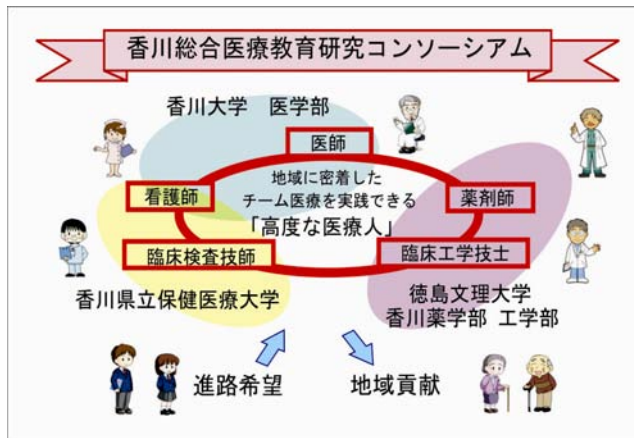 香川総合医療教育研究コンソーシアム
香川大学 医学部
医師
地域に密着した
チーム医療を実践できる
「高度な医療人」
看護師
薬剤師
臨床検査技師
臨床工学技士
香川県立保健医療大学
徳島文理大学
香川薬学部 工学部
進路希望
地域貢献